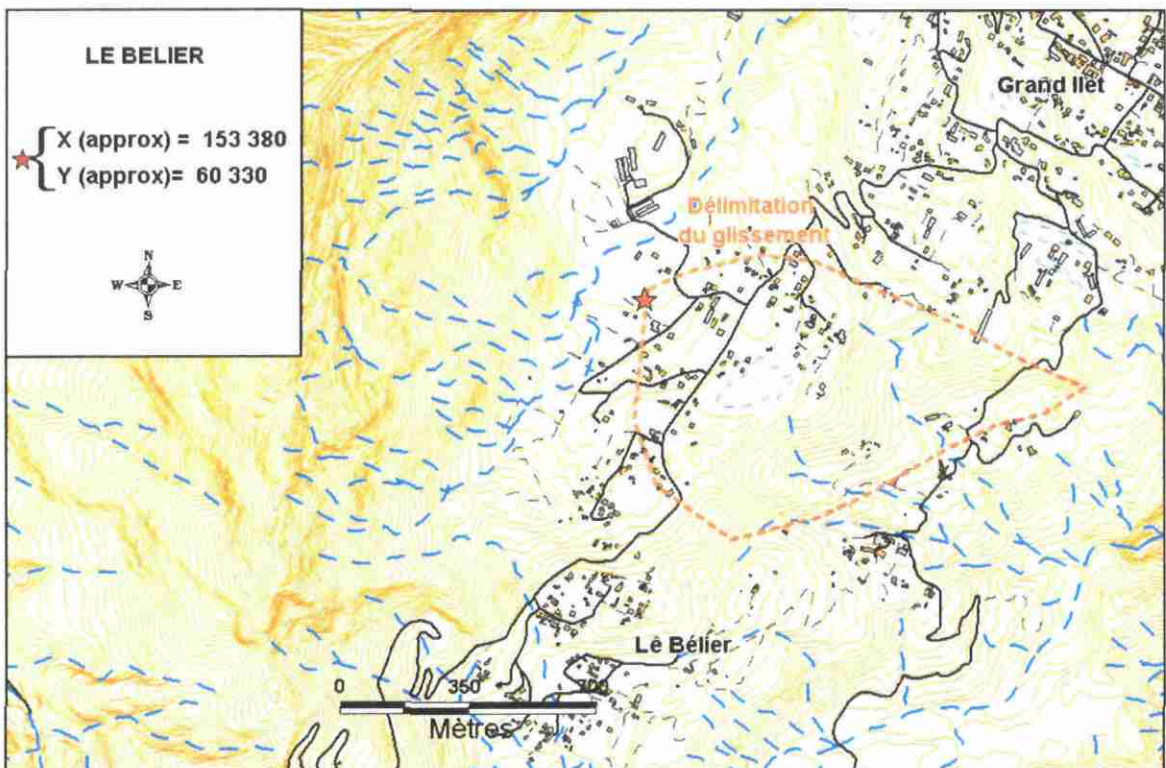 LE BELIER
X (approx) = 153 380
Y (approx)= 60 330
N
W E
S
Grand Ilet
Délimitation
du glissement
Le Bélier
0 350 700
Mètres